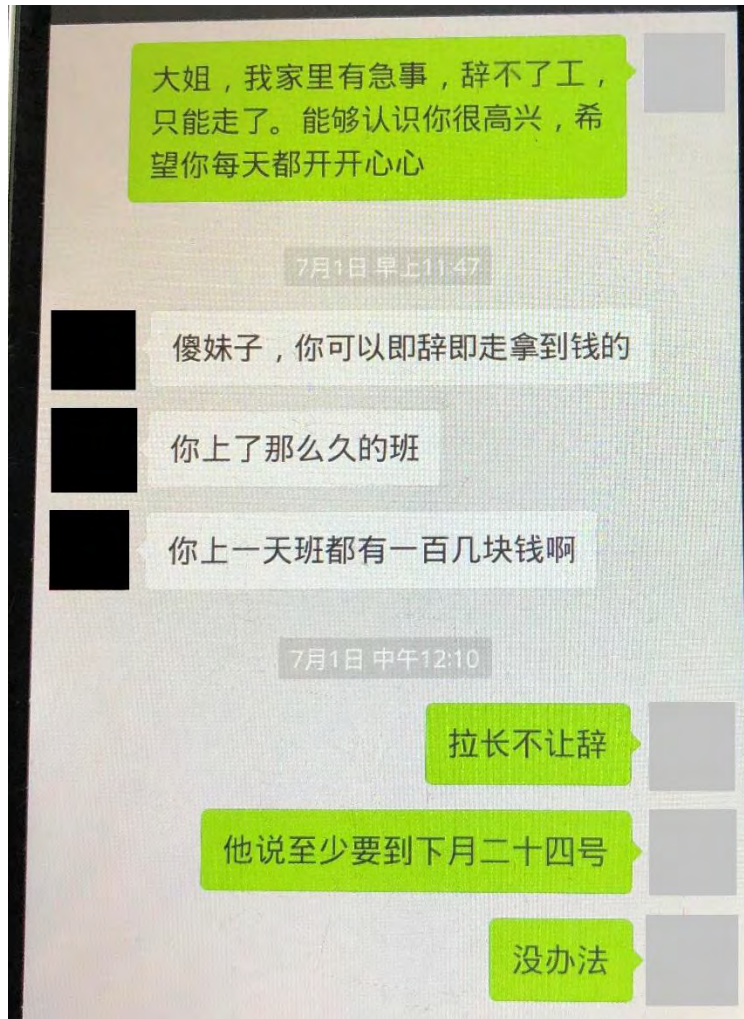 大姐，我家里有急事，辞不了工，
只能走了。能够认识你很高兴，希
望你每天都开开心心
7月1日 早上11:47
傻妹子，你可以即辞即走拿到钱的
你上了那么久的班
你上一天班都有一百几块钱啊
7月1日 中午12:10
拉长不让辞
他说至少要到下月二十四号
没办法